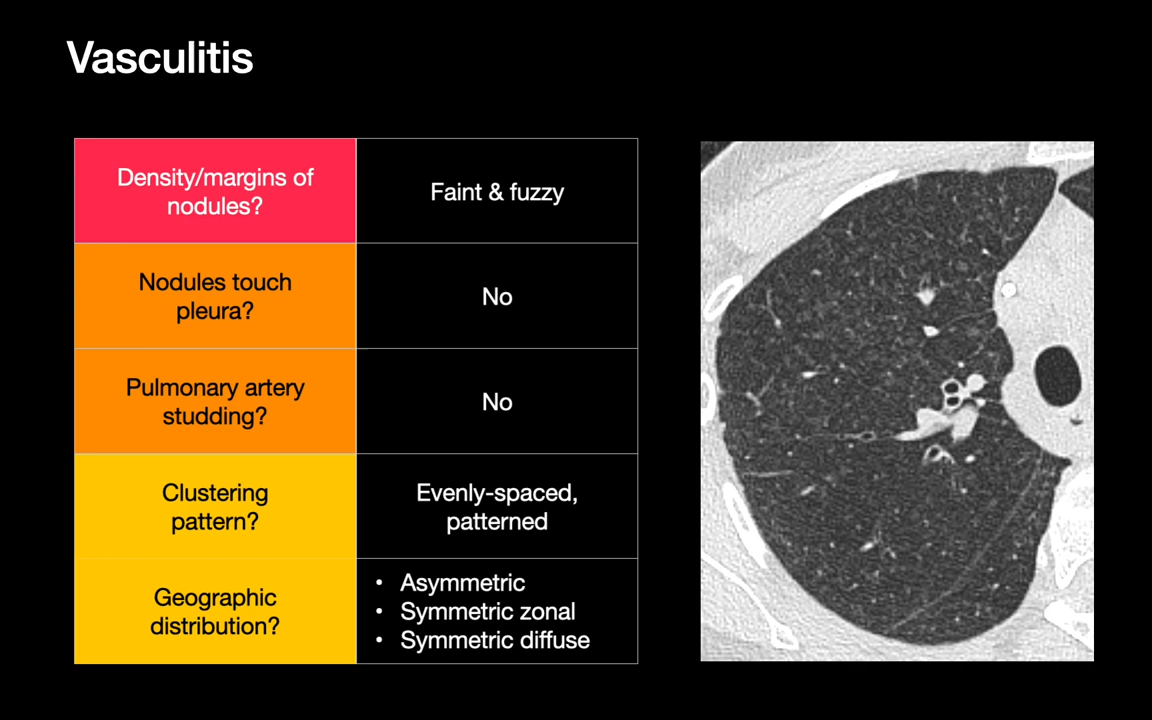 Vasculitis
Density/margins of
nodules?
Faint & fuzzy
Nodules touch
pleura?
No
Pulmonary artery
studding?
No
Clustering
pattern?
Evenly-spaced,
patterned
Geographic
distribution?
• Asymmetric
• Symmetric zonal
• Symmetric diffuse